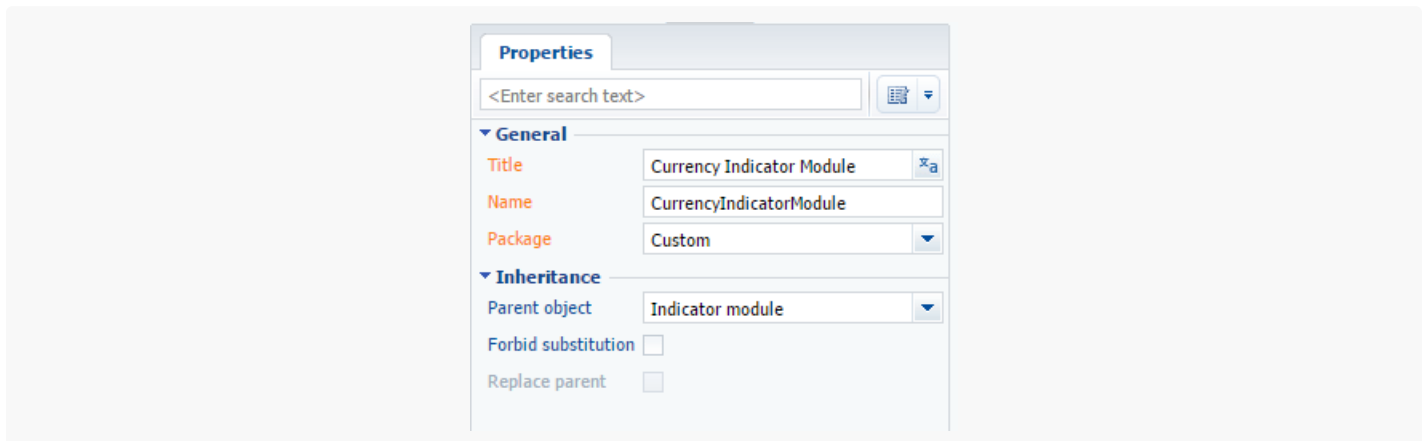 Properties
<Enter search text>
General
Title Currency Indicator Module
Name CurrencyIndicatorModule
Package Custom
Inheritance
Parent object Indicator module
Forbid substitution
Replace parent